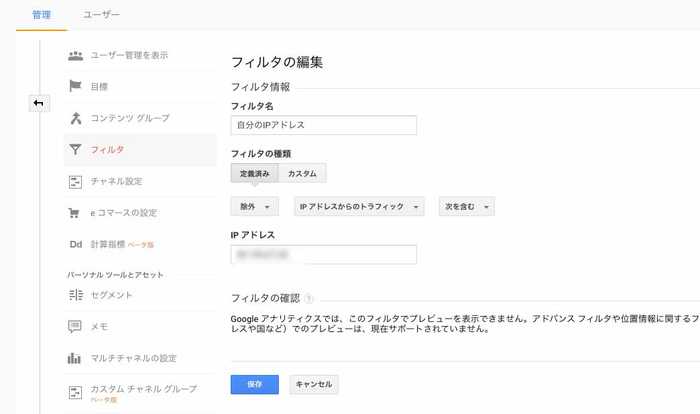 管理 ユーザー
ユーザー管理を表示
目標
コンテンツ グループ
フィルタ
チャネル設定
e コマースの設定
Dd 計算指標 ベータ版
パーソナル ツールとアセット
セグメント
メモ
マルチチャネルの設定
カスタム チャネル グループ
ベータ版
フィルタの編集
フィルタ情報
フィルタ名
自分のIPアドレス
フィルタの種類
定義済み カスタム
除外 IP アドレスからのトラフィック 次を含む
IP アドレス
フィルタの確認 ?
Google アナリティクスでは、このフィルタでプレビューを表示できません。アドバンス フィルタや位置情報に関するフ
レスや国など）でのプレビューは、現在サポートされていません。
保存 キャンセル